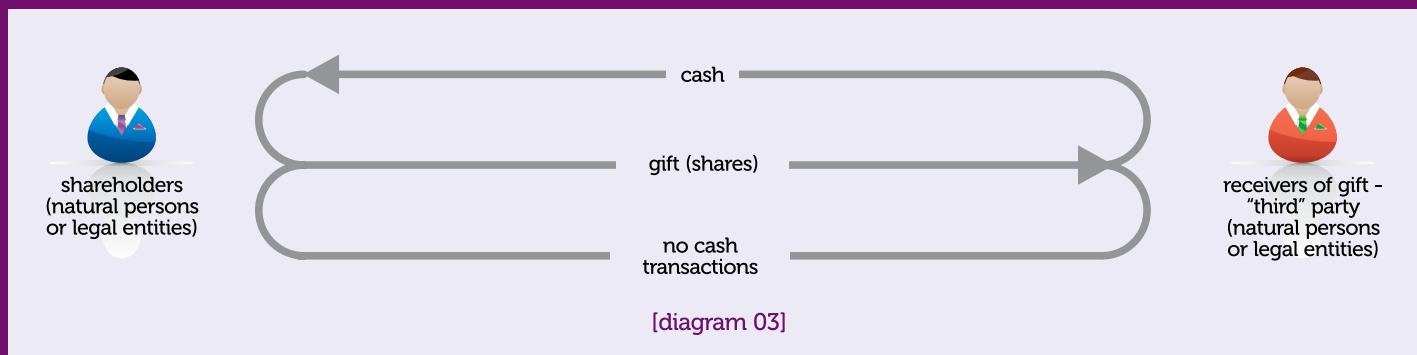 cash
gift (shares)
no cash
transactions
shareholders
(natural persons
or legal entities)
receivers of gift -
“third” party
(natural persons
or legal entities)
[diagram 03]